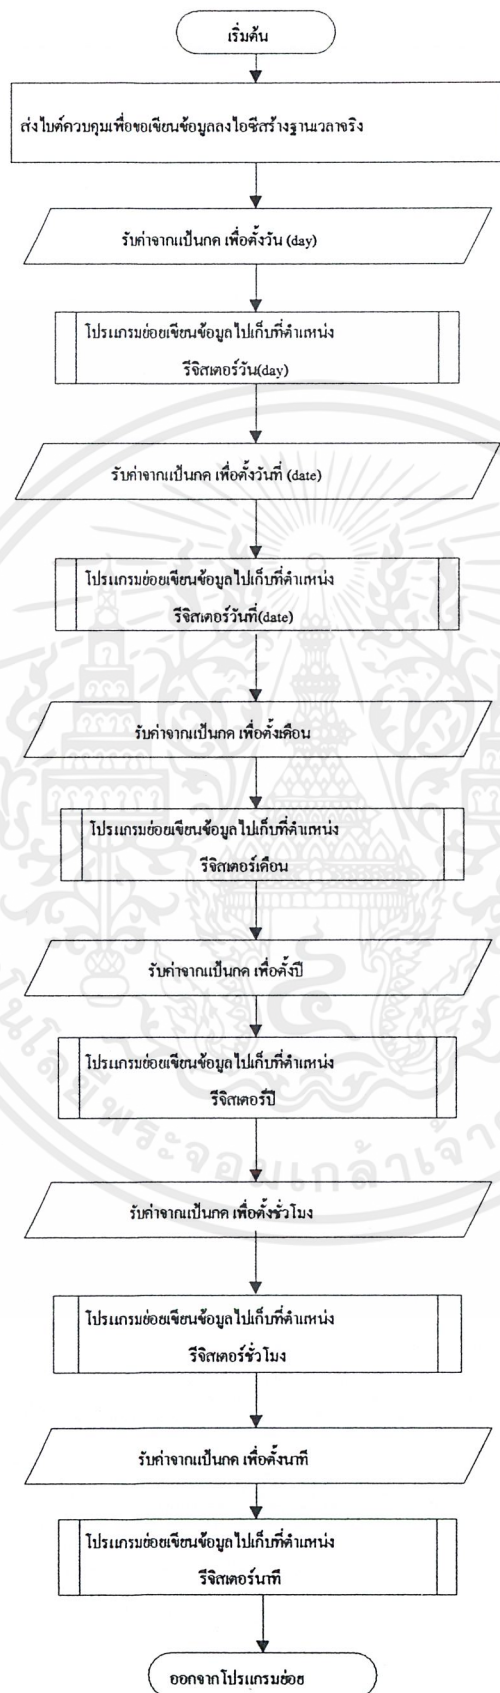 เริ่มต้น
ส่งไบต์ควบคุมเพื่อขอเขียนข้อมูลลงไอซีสร้างฐานเวลาจริง
รับค่าจากแป้นกด เพื่อตั้งวัน (day)
โปรแกรมย่อยเขียนข้อมูลไปเก็บที่ตำแหน่ง
รีจิสเตอร์วัน(day)
รับค่าจากแป้นกด เพื่อตั้งวันที่ (date)
โปรแกรมย่อยเขียนข้อมูลไปเก็บที่ตำแหน่ง
รีจิสเตอร์วันที่(date)
รับค่าจากแป้นกด เพื่อตั้งเดือน
โปรแกรมย่อยเขียนข้อมูลไปเก็บที่ตำแหน่ง
รีจิสเตอร์เดือน
รับค่าจากแป้นกด เพื่อตั้งปี
โปรแกรมย่อยเขียนข้อมูลไปเก็บที่ตำแหน่ง
รีจิสเตอร์ปี
รับค่าจากแป้นกด เพื่อตั้งชั่วโมง
โปรแกรมย่อยเขียนข้อมูลไปเก็บที่ตำแหน่ง
รีจิสเตอร์ชั่วโมง
รับค่าจากแป้นกด เพื่อตั้งนาที
โปรแกรมย่อยเขียนข้อมูลไปเก็บที่ตำแหน่ง
รีจิสเตอร์นาที
ออกจากโปรแกรมย่อย
โนโลยีพระจอมเกล้าเจ้า